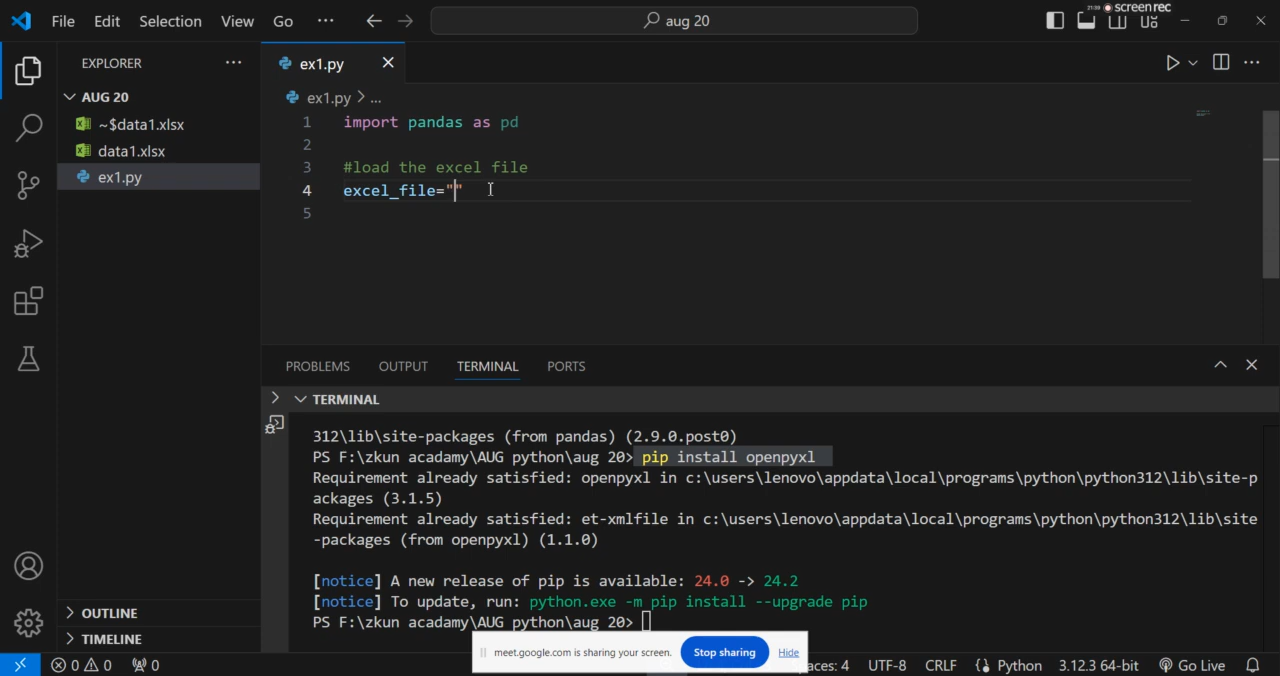 File Edit Selection View Go ··· aug 20 21:39 screenrec
EXPLORER ···
AUG 20
~$data1.xlsx
data1.xlsx
ex1.py
ex1.py
ex1.py > ...
1 import pandas as pd
2
3 #load the excel file
4 excel_file=""
5
PROBLEMS OUTPUT TERMINAL PORTS
TERMINAL
312\lib\site-packages (from pandas) (2.9.0.post0)
PS F:\zkun acadamy\AUG python\aug 20> pip install openpyxl
Requirement already satisfied: openpyxl in c:\users\lenovo\appdata\local\programs\python\python312\lib\site-p
ackages (3.1.5)
Requirement already satisfied: et-xmlfile in c:\users\lenovo\appdata\local\programs\python\python312\lib\site
-packages (from openpyxl) (1.1.0)
[notice] A new release of pip is available: 24.0 -> 24.2
[notice] To update, run: python.exe -m pip install --upgrade pip
PS F:\zkun acadamy\AUG python\aug 20>
OUTLINE
TIMELINE
meet.google.com is sharing your screen. Stop sharing Hide
0 0 0 aces: 4 UTF-8 CRLF Python 3.12.3 64-bit Go Live